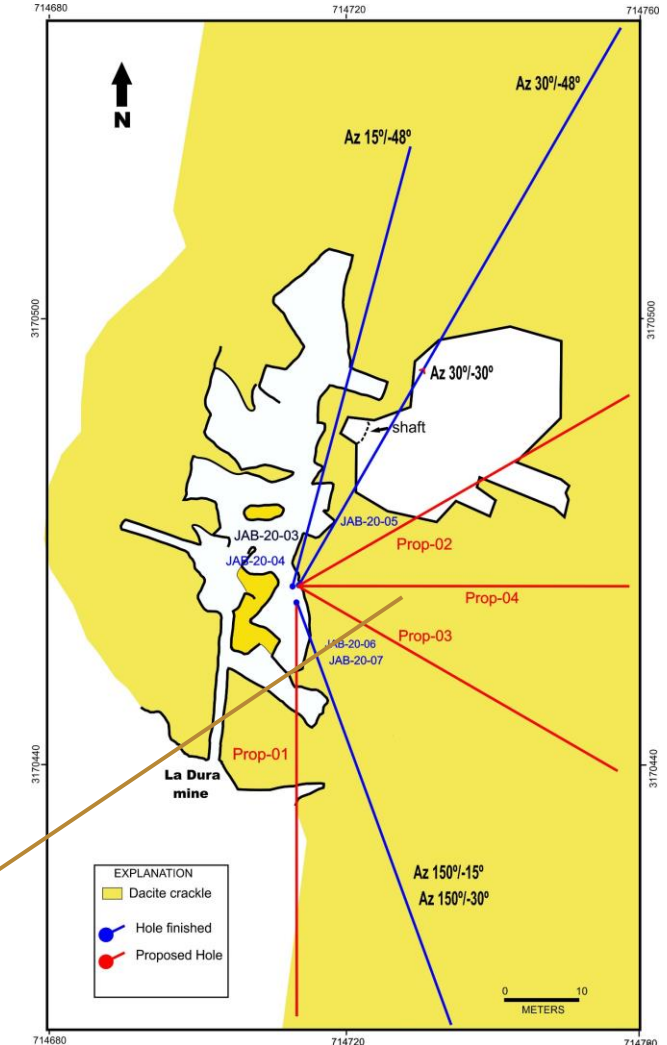 714680
714720
714760
Az 30º/-48º
Az 15º/-48º
N
3170500
3170500
Az 30º/-30º
shaft
JAB-20-05
JAB-20-03
Prop-02
JAB-20-04
Prop-04
Prop-03
JAB-20-06
JAB-20-07
Prop-01
3170440
3170440
La Dura
mine
EXPLANATION
Dacite crackle
Hole finished
Proposed Hole
Az 150º/-15º
Az 150º/-30º
0 10
METERS
714680
714720
714780